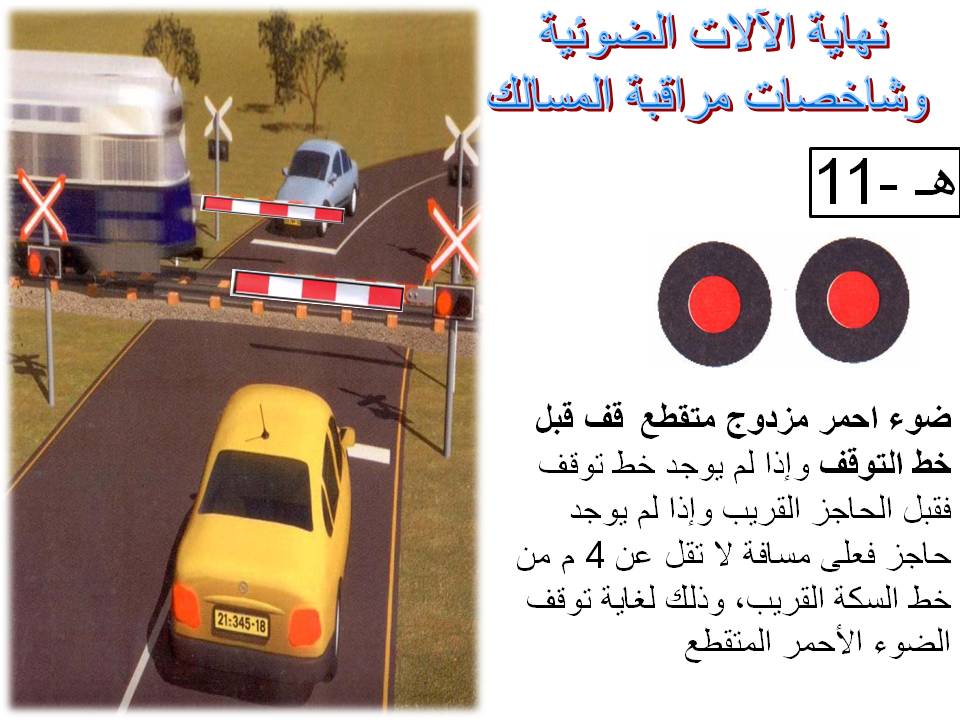 نهاية الآلات الضوئية
وشاخصات مراقبة المسالك
هـ -11
ضوء احمر مزدوج متقطع قف قبل
خط التوقف وإذا لم يوجد خط توقف
فقبل الحاجز القريب وإذا لم يوجد
حاجز فعلى مسافة لا تقل عن 4 م من
خط السكة القريب، وذلك لغاية توقف
الضوء الأحمر المتقطع
21-345-18